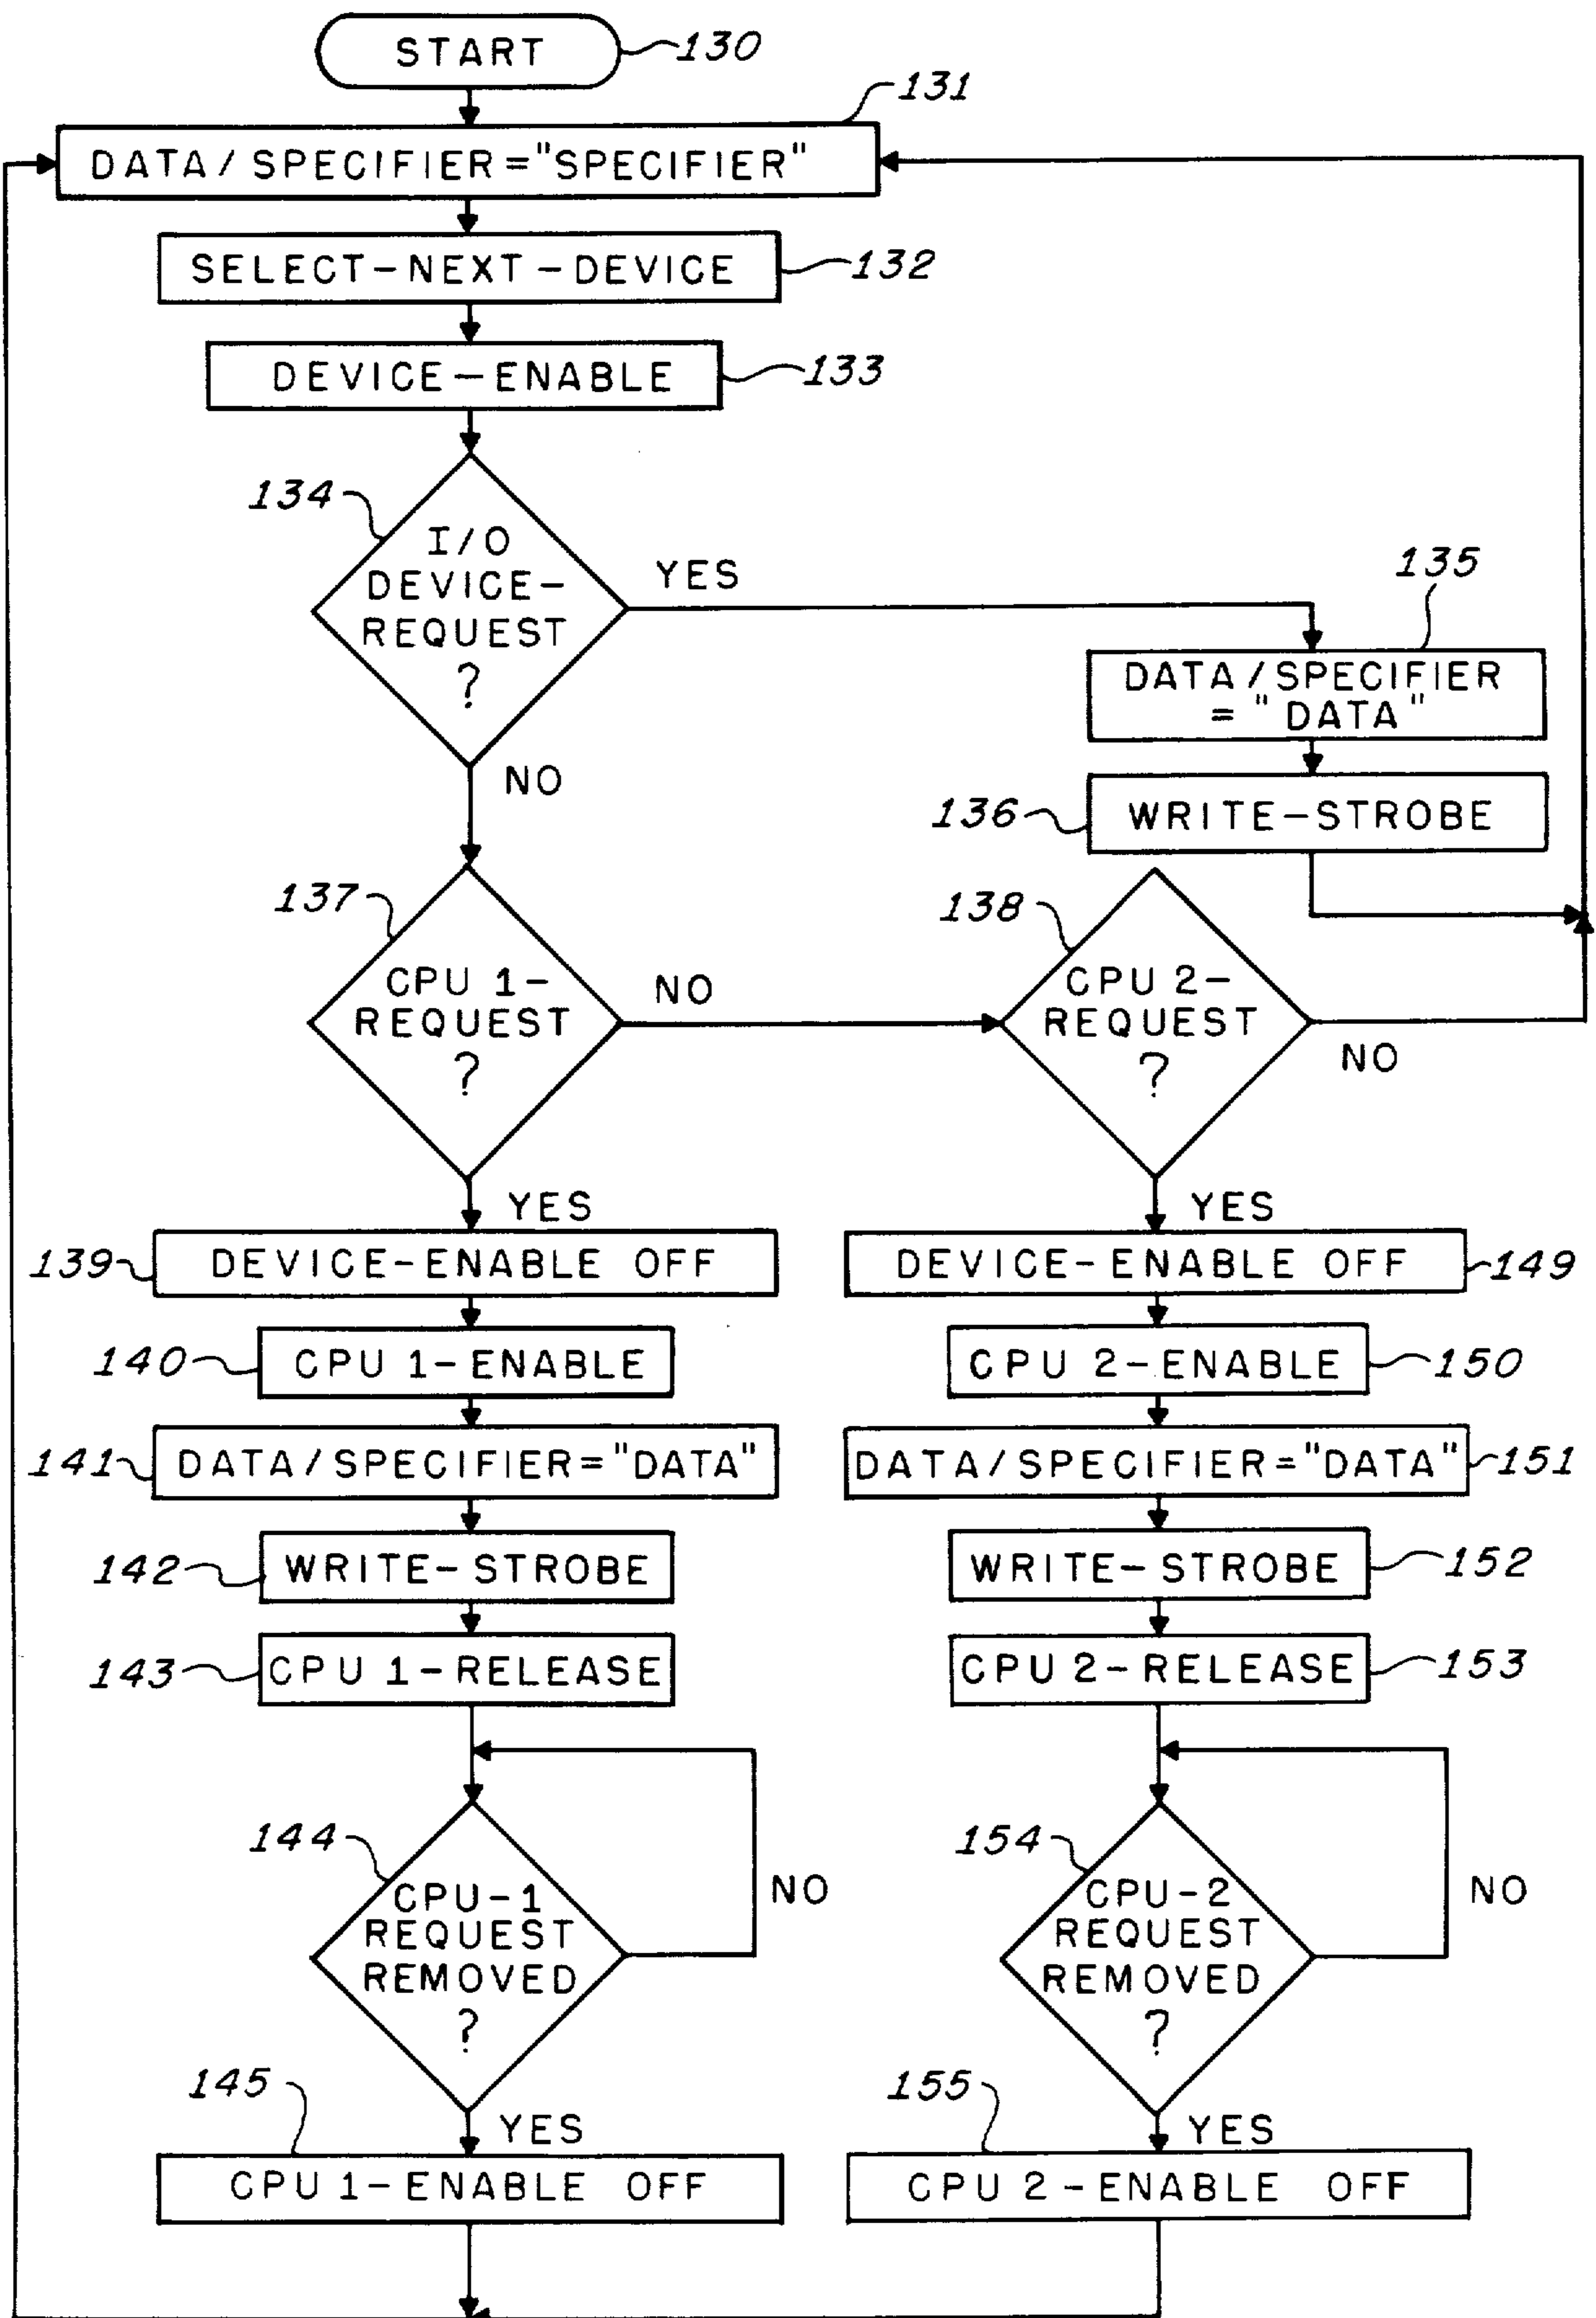 START
130
131
DATA/SPECIFIER="SPECIFIER"
SELECT-NEXT-DEVICE
132
DEVICE-ENABLE
133
134
I/O
DEVICE-
REQUEST
?
YES
NO
135
DATA/SPECIFIER
="DATA"
136
WRITE-STROBE
137
CPU 1-
REQUEST
?
NO
YES
138
CPU 2-
REQUEST
?
NO
YES
139
DEVICE-ENABLE OFF
140
CPU 1-ENABLE
141
DATA/SPECIFIER="DATA"
142
WRITE-STROBE
143
CPU 1-RELEASE
144
CPU-1
REQUEST
REMOVED
?
NO
YES
145
CPU 1-ENABLE OFF
DEVICE-ENABLE OFF
149
CPU 2-ENABLE
150
DATA/SPECIFIER="DATA"
151
WRITE-STROBE
152
CPU 2-RELEASE
153
154
CPU-2
REQUEST
REMOVED
?
NO
YES
155
CPU 2-ENABLE OFF